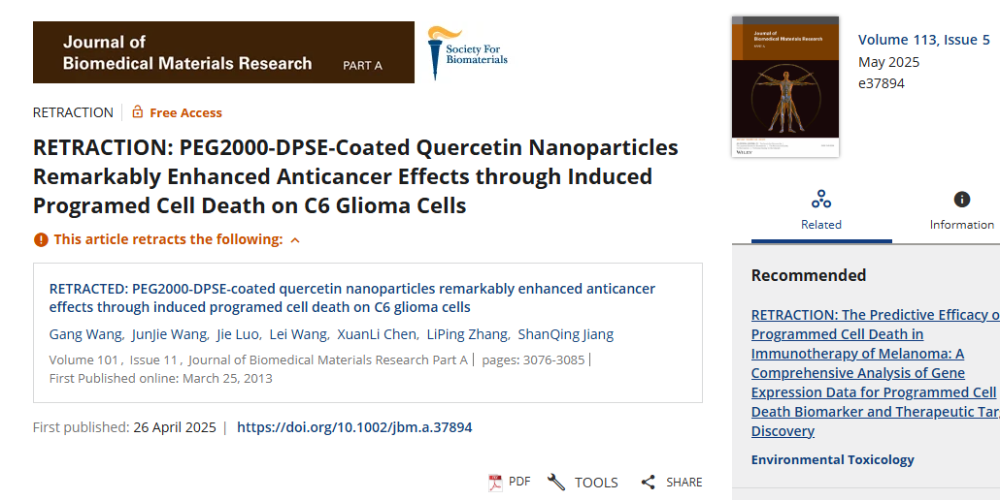 Journal of
Biomedical Materials Research PART A
Society For
Biomaterials
RETRACTION
Free Access
RETRACTION: PEG2000-DPSE-Coated Quercetin Nanoparticles
Remarkably Enhanced Anticancer Effects through Induced
Programed Cell Death on C6 Glioma Cells
This article retracts the following:
RETRACTED: PEG2000-DPSE-coated quercetin nanoparticles remarkably enhanced anticancer
effects through induced programed cell death on C6 glioma cells
Gang Wang, JunJie Wang, Jie Luo, Lei Wang, XuanLi Chen, LiPing Zhang, ShanQing Jiang
Volume 101, Issue 11, Journal of Biomedical Materials Research Part A | pages: 3076-3085 |
First Published online: March 25, 2013
First published: 26 April 2025 | https://doi.org/10.1002/jbm.a.37894
PDF TOOLS SHARE
Journal of
Biomedical Materials Research
PART A
WILEY
Volume 113, Issue 5
May 2025
e37894
Related
Information
Recommended
RETRACTION: The Predictive Efficacy o
Programmed Cell Death in
Immunotherapy of Melanoma: A
Comprehensive Analysis of Gene
Expression Data for Programmed Cell
Death Biomarker and Therapeutic Tar
Discovery
Environmental Toxicology